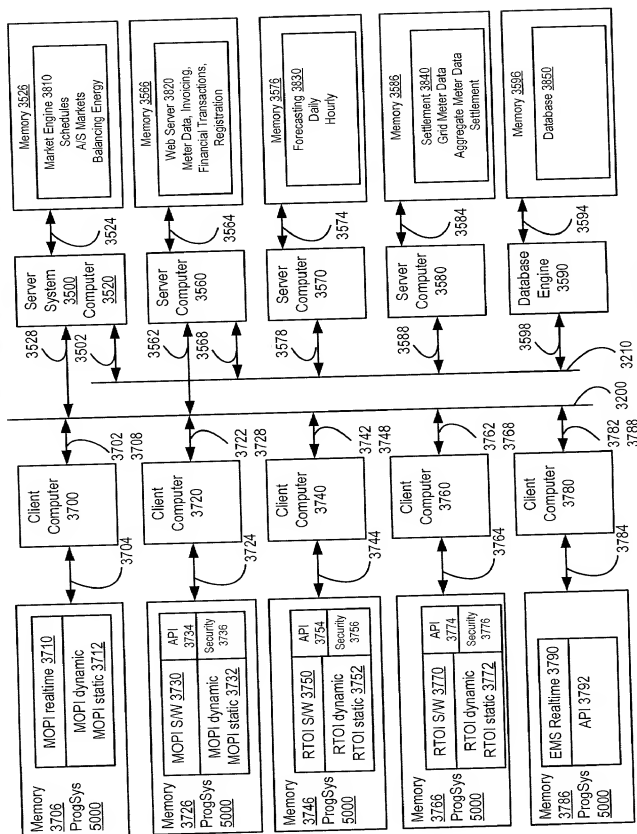 Memory 3526
Market Engine 3810
Schedules
A/S Markets
Balancing Energy
Memory 3566
Web Server 3820
Meter Data, Invoicing,
Financial Transactions,
Registration
Memory 3576
Forecasting 3830
Daily
Hourly
Memory 3586
Settlement 3840
Grid Meter Data
Aggregate Meter Data
Settlement
Memory 3596
Database 3850
3524
3564
3574
3584
3594
Server
System
3500
Computer
3520
Server
Computer
3560
Server
Computer
3570
Server
Computer
3580
Database
Engine
3590
3528
3502
3562
3568
3578
3588
3598
3210
3200
3702
3708
3722
3728
3742
3748
3762
3768
3782
3788
Client
Computer
3700
Client
Computer
3720
Client
Computer
3740
Client
Computer
3760
Client
Computer
3780
3704
3724
3744
3764
3784
Memory
3706
ProgSys
5000
MOPI realtime 3710
MOPI dynamic
MOPI static 3712
Memory
3726
ProgSys
5000
MOPI S/W 3730
API
3734
MOPI dynamic
MOPI static 3732
Security
3736
Memory
3746
ProgSys
5000
RTOI S/W 3750
API
3754
RTOI dynamic
RTOI static 3752
Security
3756
Memory
3766
ProgSys
5000
RTOI S/W 3770
API
3774
RTOI dynamic
RTOI static 3772
Security
3776
Memory
3786
ProgSys
5000
EMS Realtime 3790
API 3792